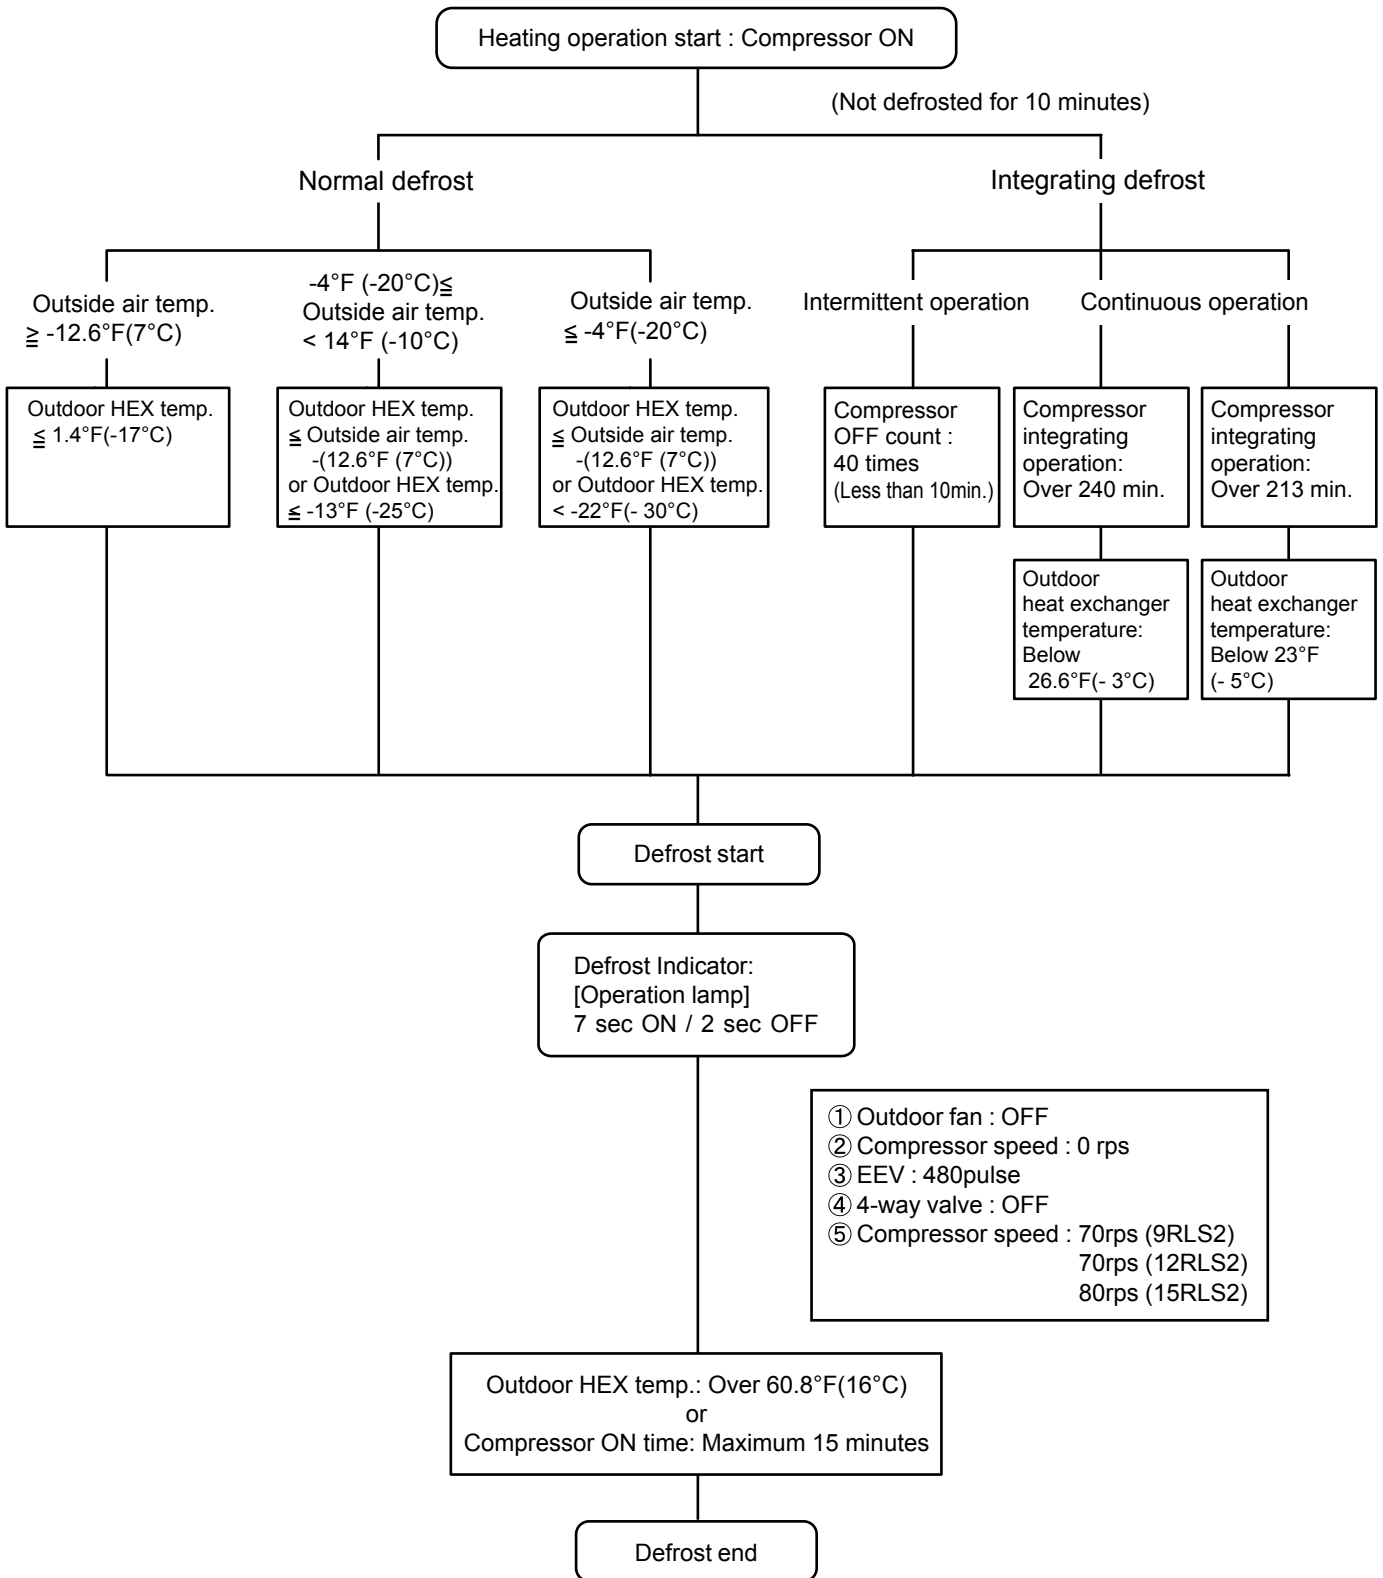 Heating operation start : Compressor ON
(Not defrosted for 10 minutes)
Normal defrost
Integrating defrost
Outside air temp.
≧ -12.6°F(7°C)
-4°F (-20°C)≦
Outside air temp.
< 14°F (-10°C)
Outside air temp.
≦ -4°F(-20°C)
Intermittent operation
Continuous operation
Outdoor HEX temp.
≦ 1.4°F(-17°C)
Outdoor HEX temp.
≦ Outside air temp.
-(12.6°F (7°C))
or Outdoor HEX temp.
≦ -13°F (-25°C)
Outdoor HEX temp.
≦ Outside air temp.
-(12.6°F (7°C))
or Outdoor HEX temp.
< -22°F(- 30°C)
Compressor
OFF count :
40 times
(Less than 10min.)
Compressor
integrating
operation:
Over 240 min.
Compressor
integrating
operation:
Over 213 min.
Outdoor
heat exchanger
temperature:
Below
26.6°F(- 3°C)
Outdoor
heat exchanger
temperature:
Below 23°F
(- 5°C)
Defrost start
Defrost Indicator:
[Operation lamp]
7 sec ON / 2 sec OFF
① Outdoor fan : OFF
② Compressor speed : 0 rps
③ EEV : 480pulse
④ 4-way valve : OFF
⑤ Compressor speed : 70rps (9RLS2)
70rps (12RLS2)
80rps (15RLS2)
Outdoor HEX temp.: Over 60.8°F(16°C)
or
Compressor ON time: Maximum 15 minutes
Defrost end